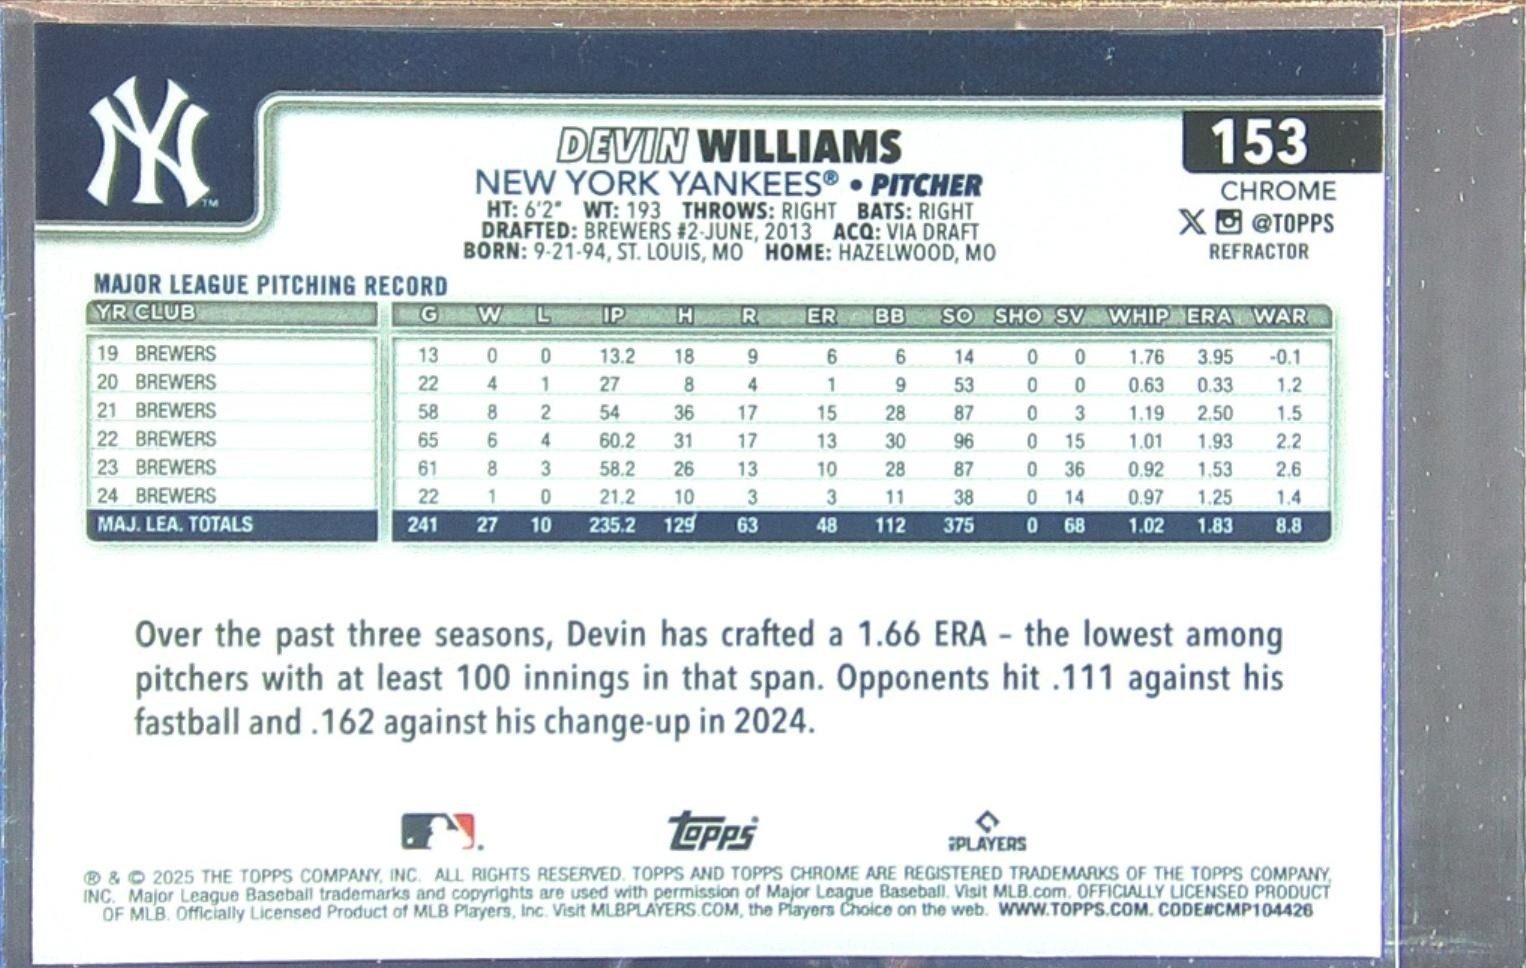 NY ™
DEVIN WILLIAMS
NEW YORK YANKEES® • PITCHER
HT: 6'2" WT: 193 THROWS: RIGHT BATS: RIGHT
DRAFTED: BREWERS #2-JUNE, 2013 ACQ: VIA DRAFT
BORN: 9-21-94, ST. LOUIS, MO HOME: HAZELWOOD, MO
153
CHROME
X @TOPPS
REFRACTOR
MAJOR LEAGUE PITCHING RECORD
YR CLUB G W L IP H R ER BB SO SHO SV WHIP ERA WAR
19 BREWERS 13 0 0 13.2 18 9 6 6 14 0 0 1.76 3.95 -0.1
20 BREWERS 22 4 1 27 8 4 1 9 53 0 0 0.63 0.33 1.2
21 BREWERS 58 8 2 54 36 17 15 28 87 0 3 1.19 2.50 1.5
22 BREWERS 65 6 4 60.2 31 17 13 30 96 0 15 1.01 1.93 2.2
23 BREWERS 61 8 3 58.2 26 13 10 28 87 0 36 0.92 1.53 2.6
24 BREWERS 22 1 0 21.2 10 3 3 11 38 0 14 0.97 1.25 1.4
MAJ. LEA. TOTALS 241 27 10 235.2 129 63 48 112 375 0 68 1.02 1.83 8.8
Over the past three seasons, Devin has crafted a 1.66 ERA – the lowest among
pitchers with at least 100 innings in that span. Opponents hit .111 against his
fastball and .162 against his change-up in 2024.
topps
MLBPLAYERS
® & © 2025 THE TOPPS COMPANY, INC. ALL RIGHTS RESERVED. TOPPS AND TOPPS CHROME ARE REGISTERED TRADEMARKS OF THE TOPPS COMPANY,
INC. Major League Baseball trademarks and copyrights are used with permission of Major League Baseball. Visit MLB.com. OFFICIALLY LICENSED PRODUCT
OF MLB. Officially Licensed Product of MLB Players, Inc. Visit MLBPLAYERS.COM, the Players Choice on the web. WWW.TOPPS.COM. CODE#CMP104426